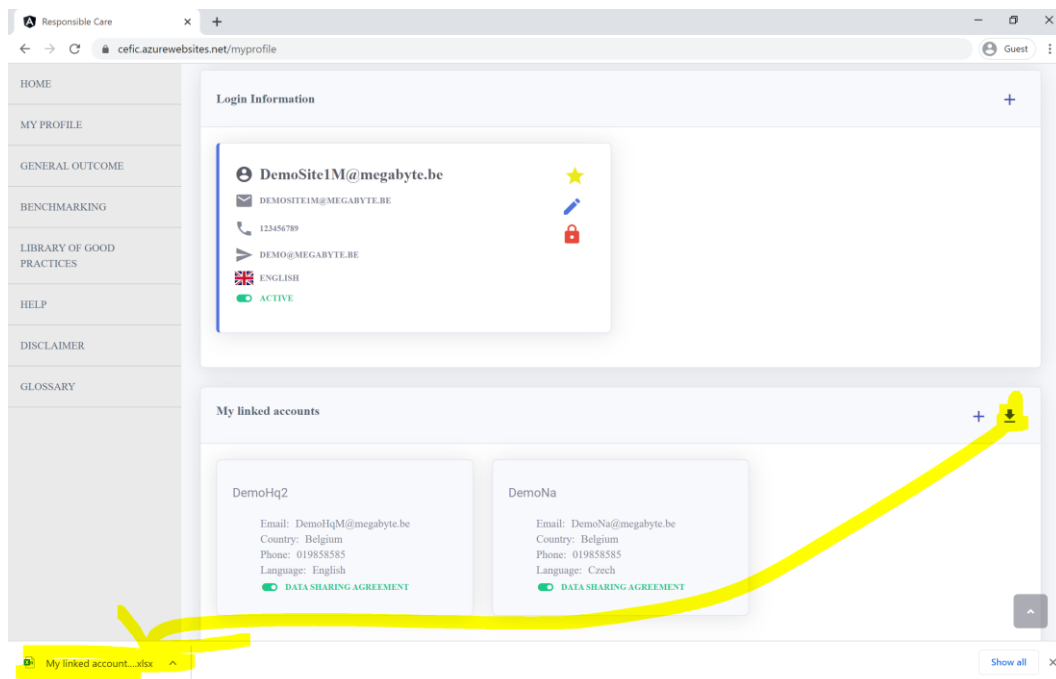 Responsible Care
cefic.azurewebsites.net/myprofile
Guest
HOME
MY PROFILE
GENERAL OUTCOME
BENCHMARKING
LIBRARY OF GOOD
PRACTICES
HELP
DISCLAIMER
GLOSSARY
Login Information
DemoSite1M@megabyte.be
DEMOSITE1M@MEGABYTE.BE
123456789
DEMO@MEGABYTE.BE
ENGLISH
ACTIVE
My linked accounts
DemoHq2
Email: DemoHqM@megabyte.be
Country: Belgium
Phone: 019858585
Language: English
DATA SHARING AGREEMENT
DemoNa
Email: DemoNa@megabyte.be
Country: Belgium
Phone: 019858585
Language: Czech
DATA SHARING AGREEMENT
My linked account....xlsx
Show all